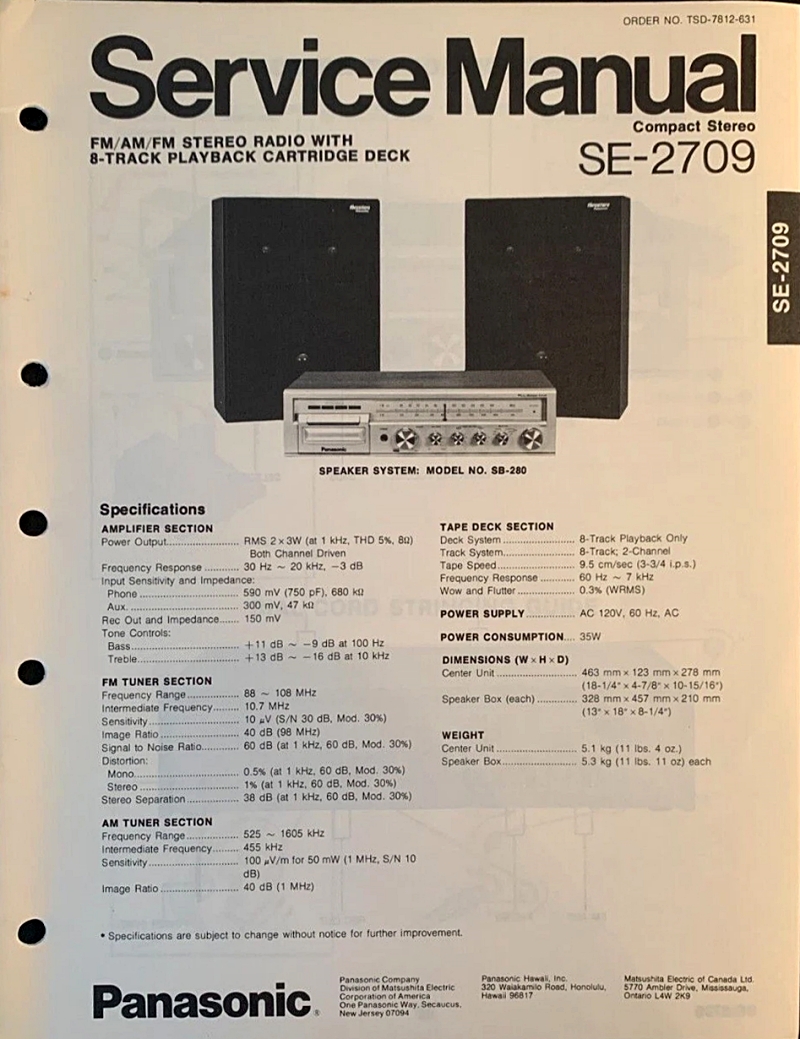 ORDER NO. TSD-7812-631
Service Manual
FM/AM/FM STEREO RADIO WITH
8-TRACK PLAYBACK CARTRIDGE DECK
Compact Stereo
SE-2709
SE-2709
Panasonic
SPEAKER SYSTEM: MODEL NO. SB-280
Specifications
AMPLIFIER SECTION
Power Output........................ RMS 2 × 3W (at 1 kHz, THD 5%, 8Ω)
Both Channel Driven
Frequency Response ............ 30 Hz ~ 20 kHz, −3 dB
Input Sensitivity and Impedance:
Phone .................................. 590 mV (750 pF), 680 kΩ
Aux. .................................... 300 mV, 47 kΩ
Rec Out and Impedance....... 150 mV
Tone Controls:
Bass.................................... +11 dB ~ −9 dB at 100 Hz
Treble.................................. +13 dB ~ −16 dB at 10 kHz
FM TUNER SECTION
Frequency Range................. 88 ~ 108 MHz
Intermediate Frequency........ 10.7 MHz
Sensitivity.............................. 10 μV (S/N 30 dB, Mod. 30%)
Image Ratio .......................... 40 dB (98 MHz)
Signal to Noise Ratio............ 60 dB (at 1 kHz, 60 dB, Mod. 30%)
Distortion:
Mono................................... 0.5% (at 1 kHz, 60 dB, Mod. 30%)
Stereo ................................. 1% (at 1 kHz, 60 dB, Mod. 30%)
Stereo Separation ................. 38 dB (at 1 kHz, 60 dB, Mod. 30%)
AM TUNER SECTION
Frequency Range................. 525 ~ 1605 kHz
Intermediate Frequency........ 455 kHz
Sensitivity.............................. 100 μV/m for 50 mW (1 MHz, S/N 10
dB)
Image Ratio .......................... 40 dB (1 MHz)
TAPE DECK SECTION
Deck System ........................ 8-Track Playback Only
Track System........................ 8-Track; 2-Channel
Tape Speed.......................... 9.5 cm/sec (3-3/4 i.p.s.)
Frequency Response ........... 60 Hz ~ 7 kHz
Wow and Flutter................... 0.3% (WRMS)
POWER SUPPLY................ AC 120V, 60 Hz, AC
POWER CONSUMPTION.... 35W
DIMENSIONS (W × H × D)
Center Unit ........................... 463 mm × 123 mm × 278 mm
(18-1/4" × 4-7/8" × 10-15/16")
Speaker Box (each) ............. 328 mm × 457 mm × 210 mm
(13" × 18" × 8-1/4")
WEIGHT
Center Unit ........................... 5.1 kg (11 lbs. 4 oz.)
Speaker Box......................... 5.3 kg (11 lbs. 11 oz) each
• Specifications are subject to change without notice for further improvement.
Panasonic®
Panasonic Company
Division of Matsushita Electric
Corporation of America
One Panasonic Way, Secaucus,
New Jersey 07094
Panasonic Hawaii, Inc.
320 Waiakamilo Road, Honolulu,
Hawaii 96817
Matsushita Electric of Canada Ltd.
5770 Ambler Drive, Mississauga,
Ontario L4W 2K9